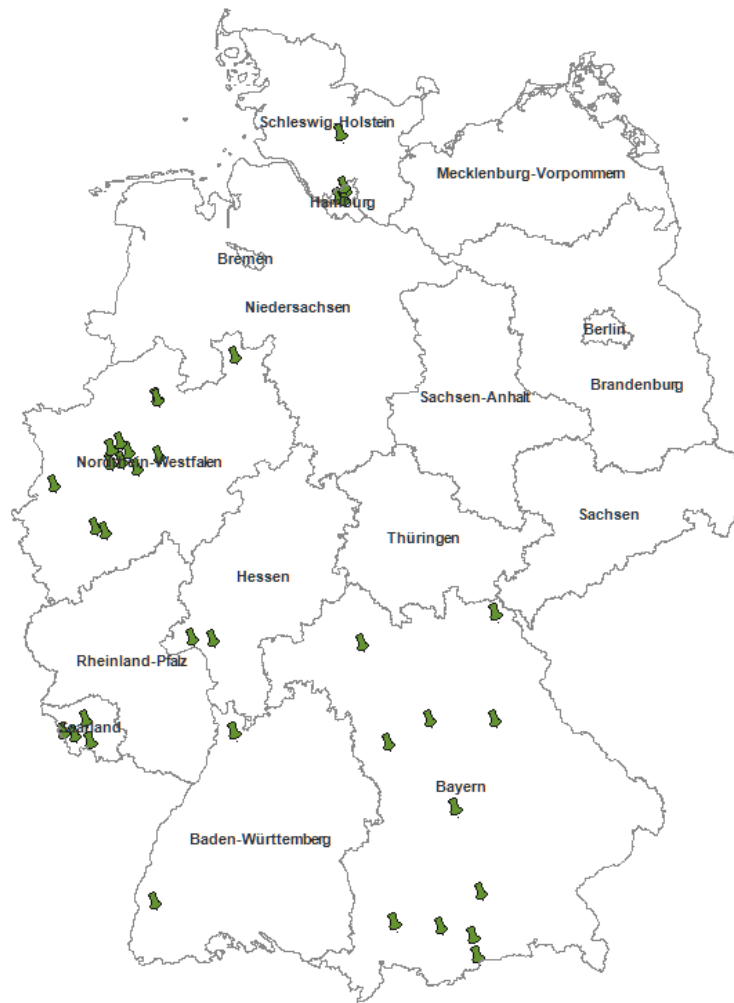 Schleswig-Holstein
Mecklenburg-Vorpommern
Hamburg
Bremen
Niedersachsen
Berlin
Brandenburg
Sachsen-Anhalt
Nordrhein-Westfalen
Sachsen
Thüringen
Hessen
Rheinland-Pfalz
Saarland
Bayern
Baden-Württemberg